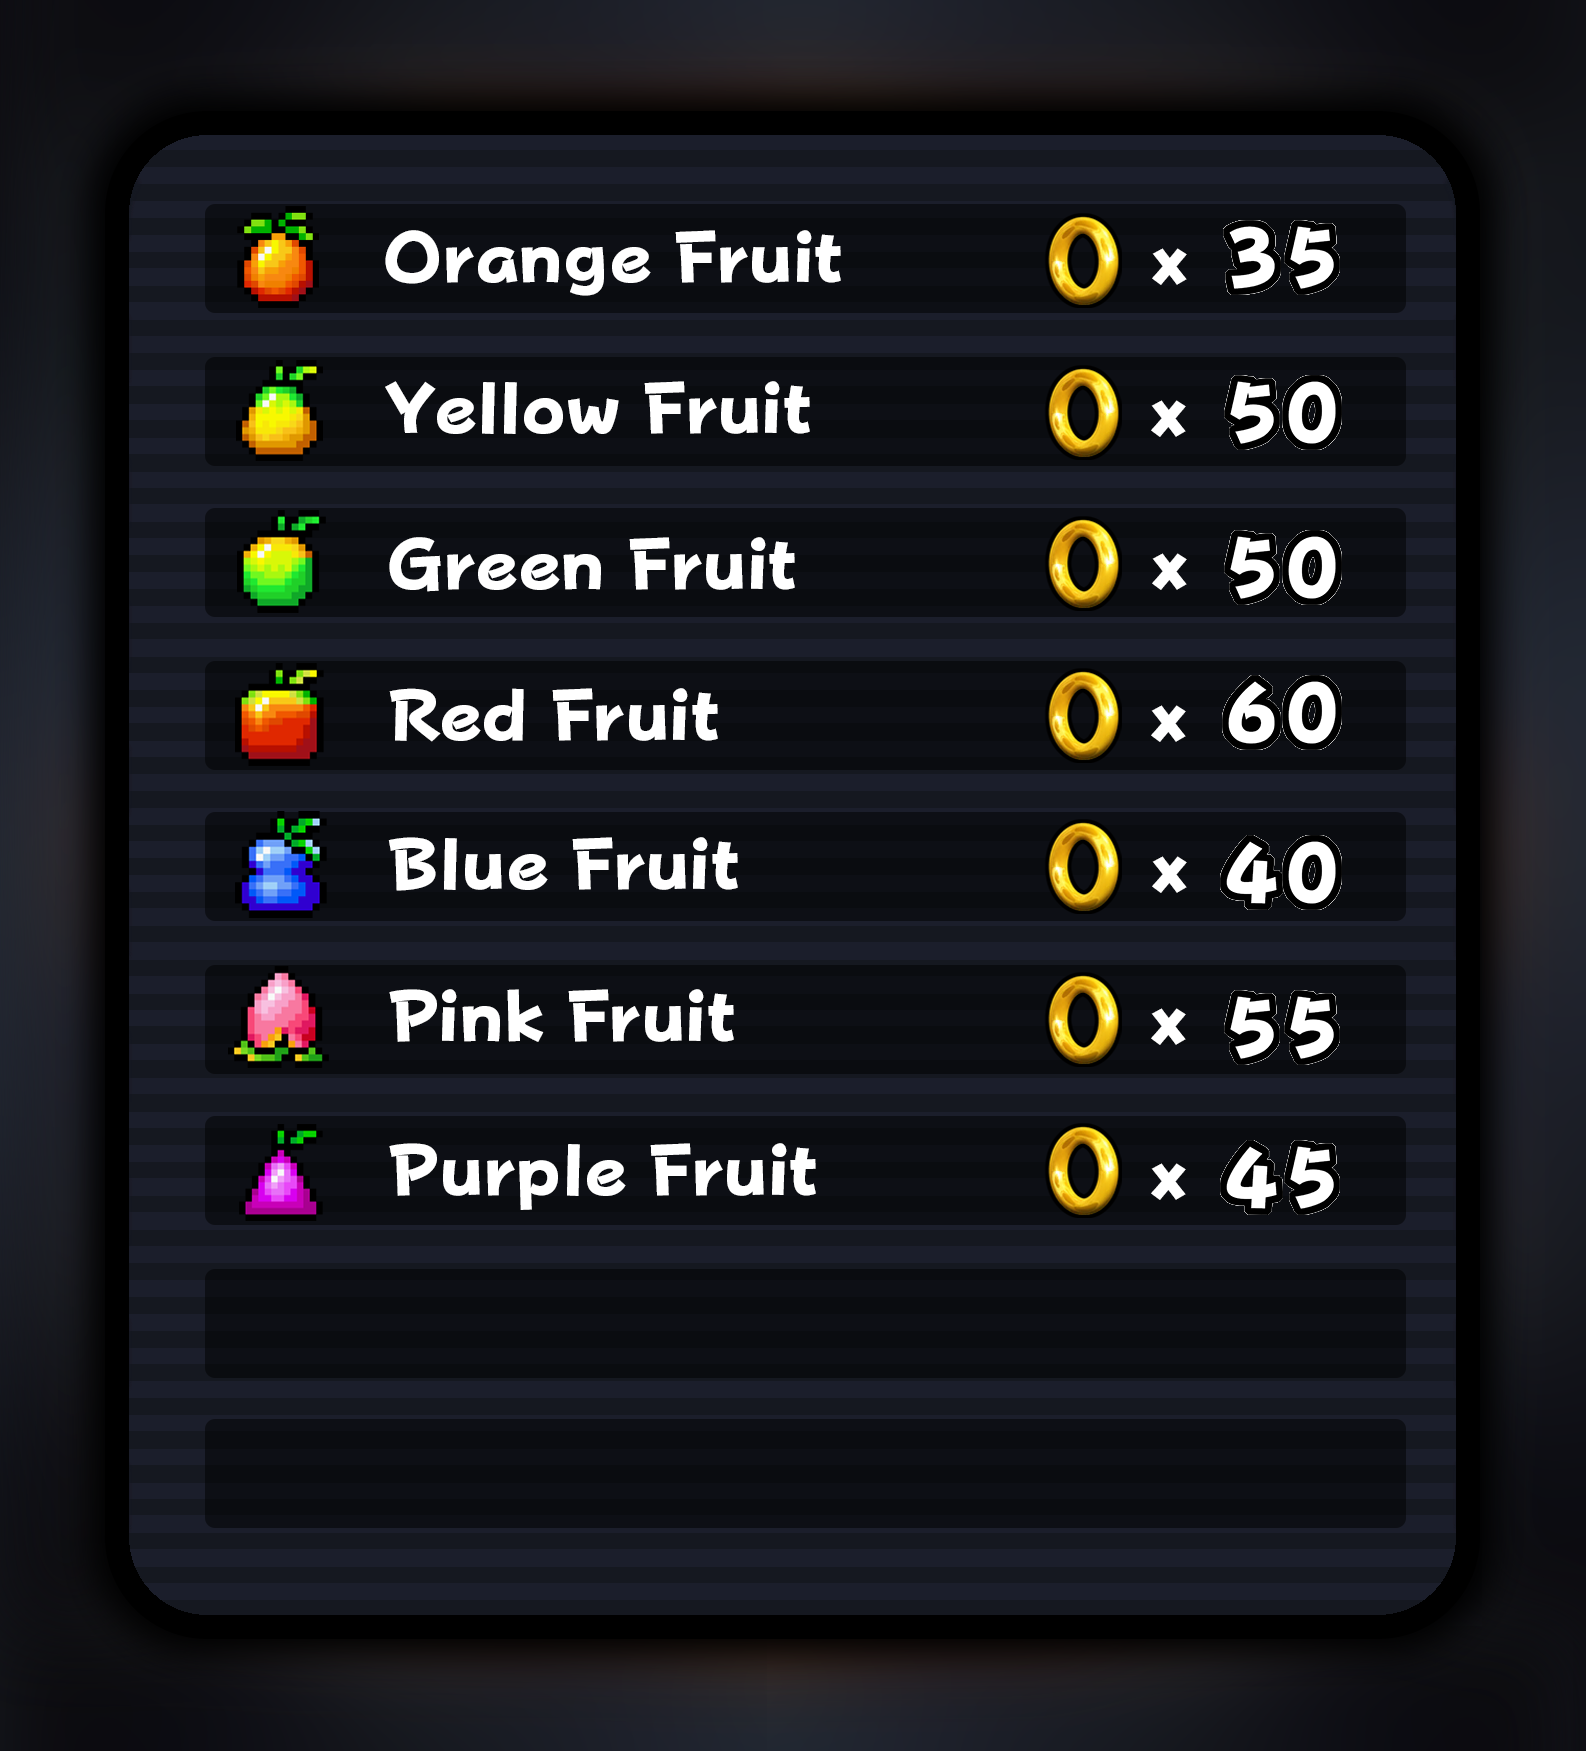 Orange Fruit x 35
Yellow Fruit x 50
Green Fruit x 50
Red Fruit x 60
Blue Fruit x 40
Pink Fruit x 55
Purple Fruit x 45